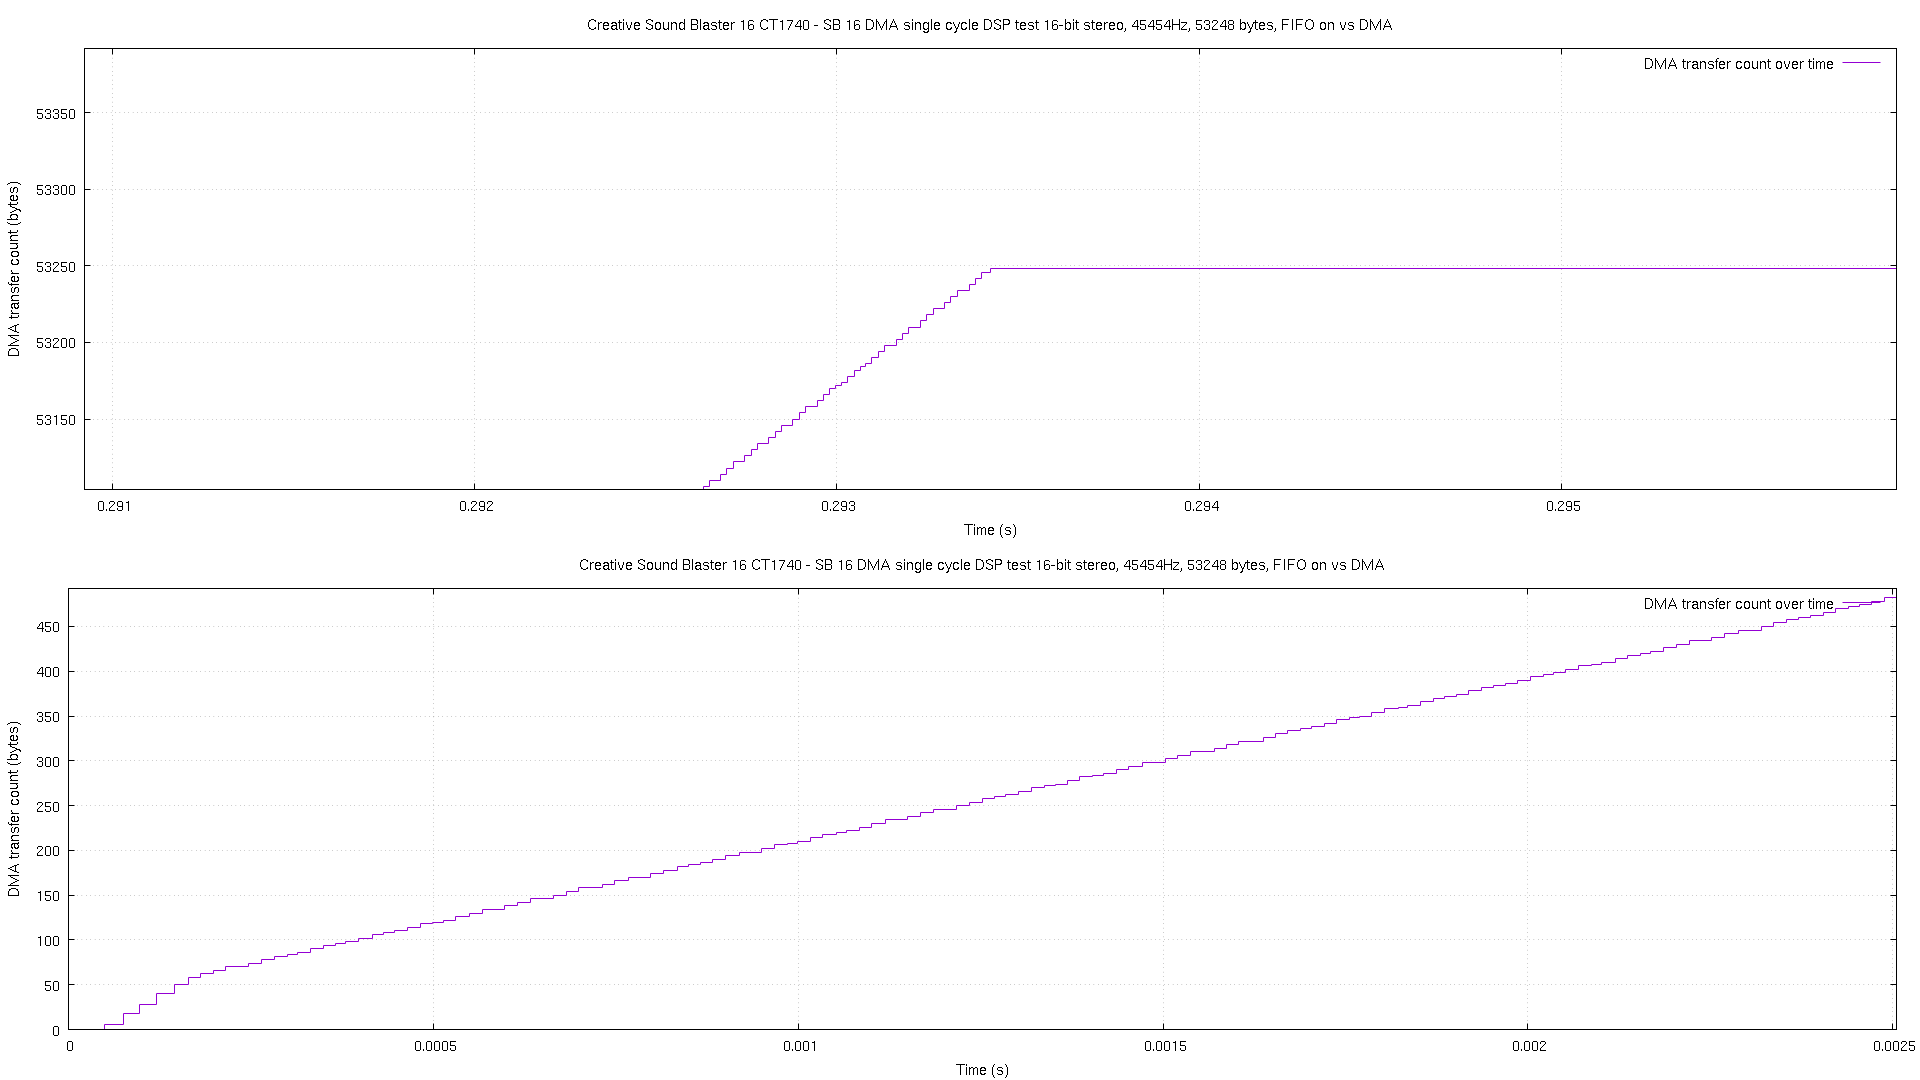 Creative Sound Blaster 16 CT1740 - SB 16 DMA single cycle DSP test 16-bit stereo, 45454Hz, 53248 bytes, FIFO on vs DMA
DMA transfer count over time
53350
53300
53250
53200
53150
DMA transfer count (bytes)
0.291 0.292 0.293 0.294 0.295
Time (s)
Creative Sound Blaster 16 CT1740 - SB 16 DMA single cycle DSP test 16-bit stereo, 45454Hz, 53248 bytes, FIFO on vs DMA
DMA transfer count over time
450
400
350
300
250
200
150
100
50
0
DMA transfer count (bytes)
0 0.0005 0.001 0.0015 0.002 0.0025
Time (s)